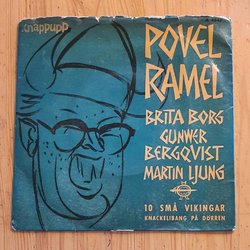 Knäppupp
POVEL
RAMEL
BRITA BORG
GUNWER
BERGQVIST
MARTIN LJUNG
10 SMÅ VIKINGAR
KNACKELIBANG PÅ DÖRREN